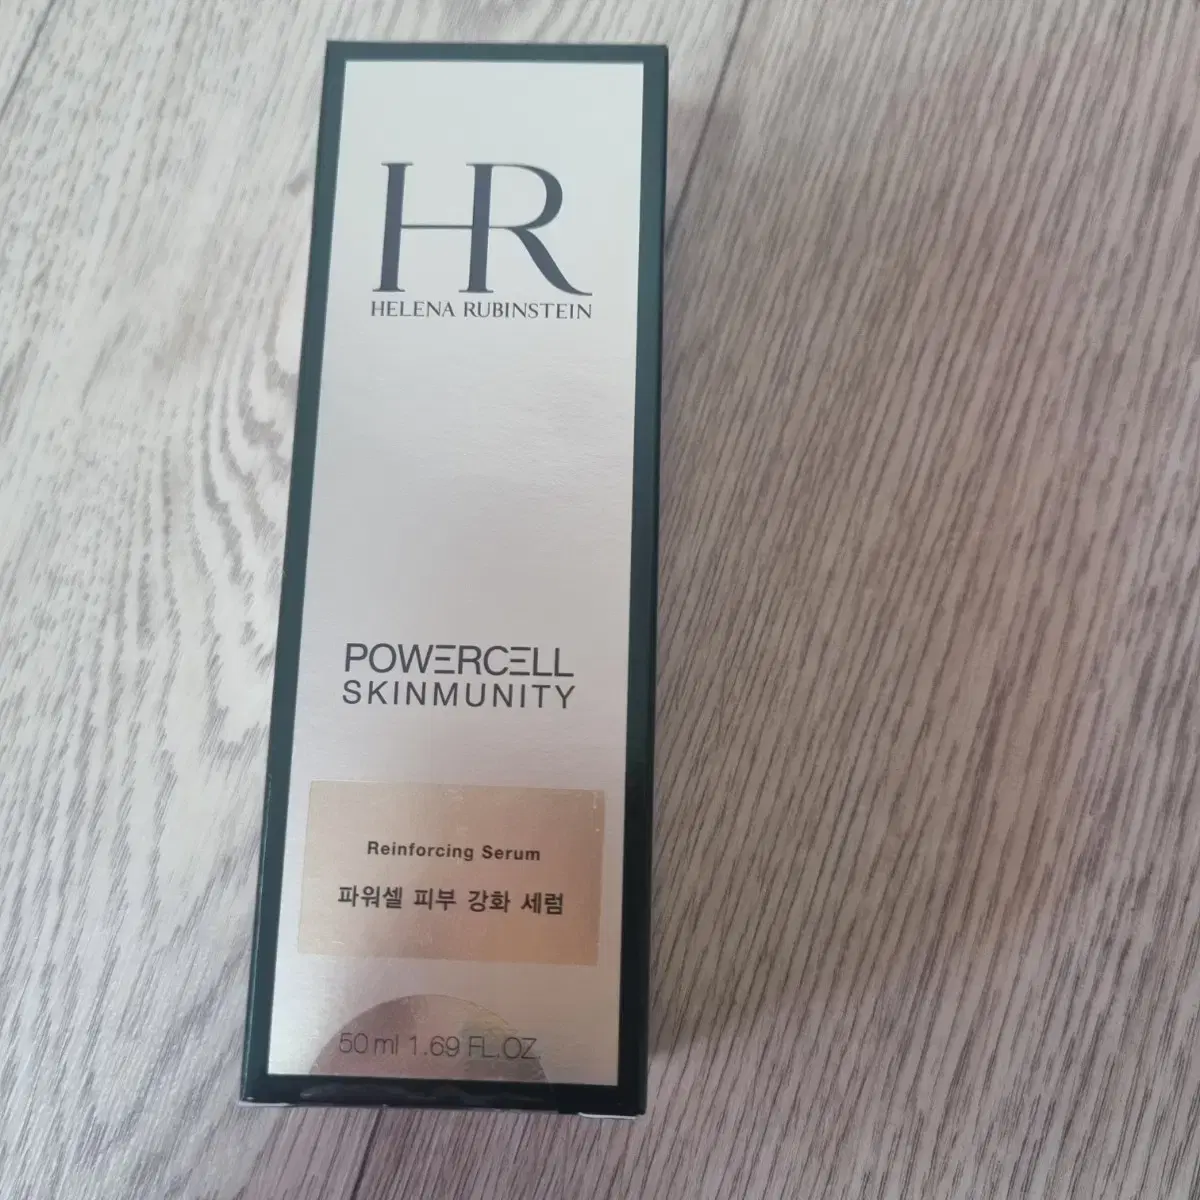 HR
HELENA RUBINSTEIN
POWERCELL
SKINMUNITY
Reinforcing Serum
파워셀 피부 강화 세럼
50 ml 1.69 FL.OZ.